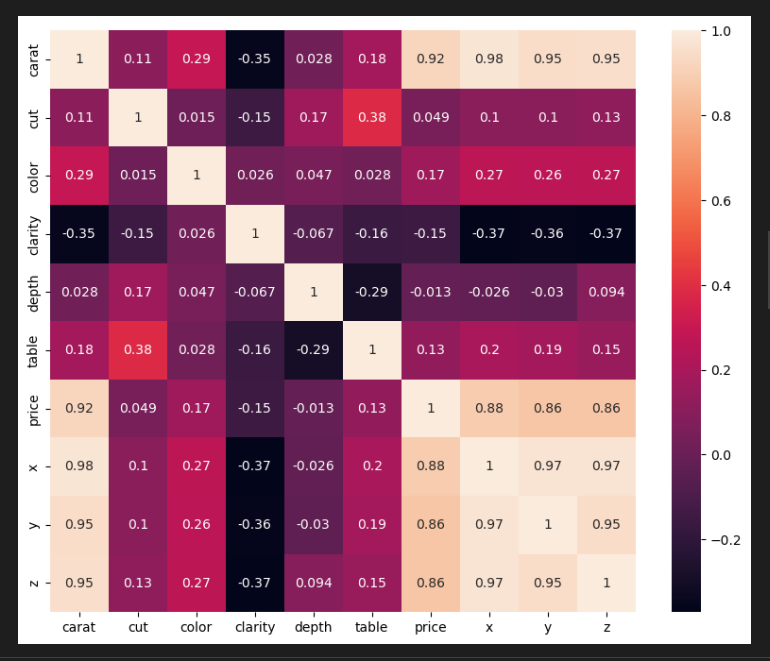 carat 1 0.11 0.29 -0.35 0.028 0.18 0.92 0.98 0.95 0.95
cut 0.11 1 0.015 -0.15 0.17 0.38 0.049 0.1 0.1 0.13
color 0.29 0.015 1 0.026 0.047 0.028 0.17 0.27 0.26 0.27
clarity -0.35 -0.15 0.026 1 -0.067 -0.16 -0.15 -0.37 -0.36 -0.37
depth 0.028 0.17 0.047 -0.067 1 -0.29 -0.013 -0.026 -0.03 0.094
table 0.18 0.38 0.028 -0.16 -0.29 1 0.13 0.2 0.19 0.15
price 0.92 0.049 0.17 -0.15 -0.013 0.13 1 0.88 0.86 0.86
x 0.98 0.1 0.27 -0.37 -0.026 0.2 0.88 1 0.97 0.97
y 0.95 0.1 0.26 -0.36 -0.03 0.19 0.86 0.97 1 0.95
z 0.95 0.13 0.27 -0.37 0.094 0.15 0.86 0.97 0.95 1
carat cut color clarity depth table price x y z
1.0
0.8
0.6
0.4
0.2
0.0
−0.2